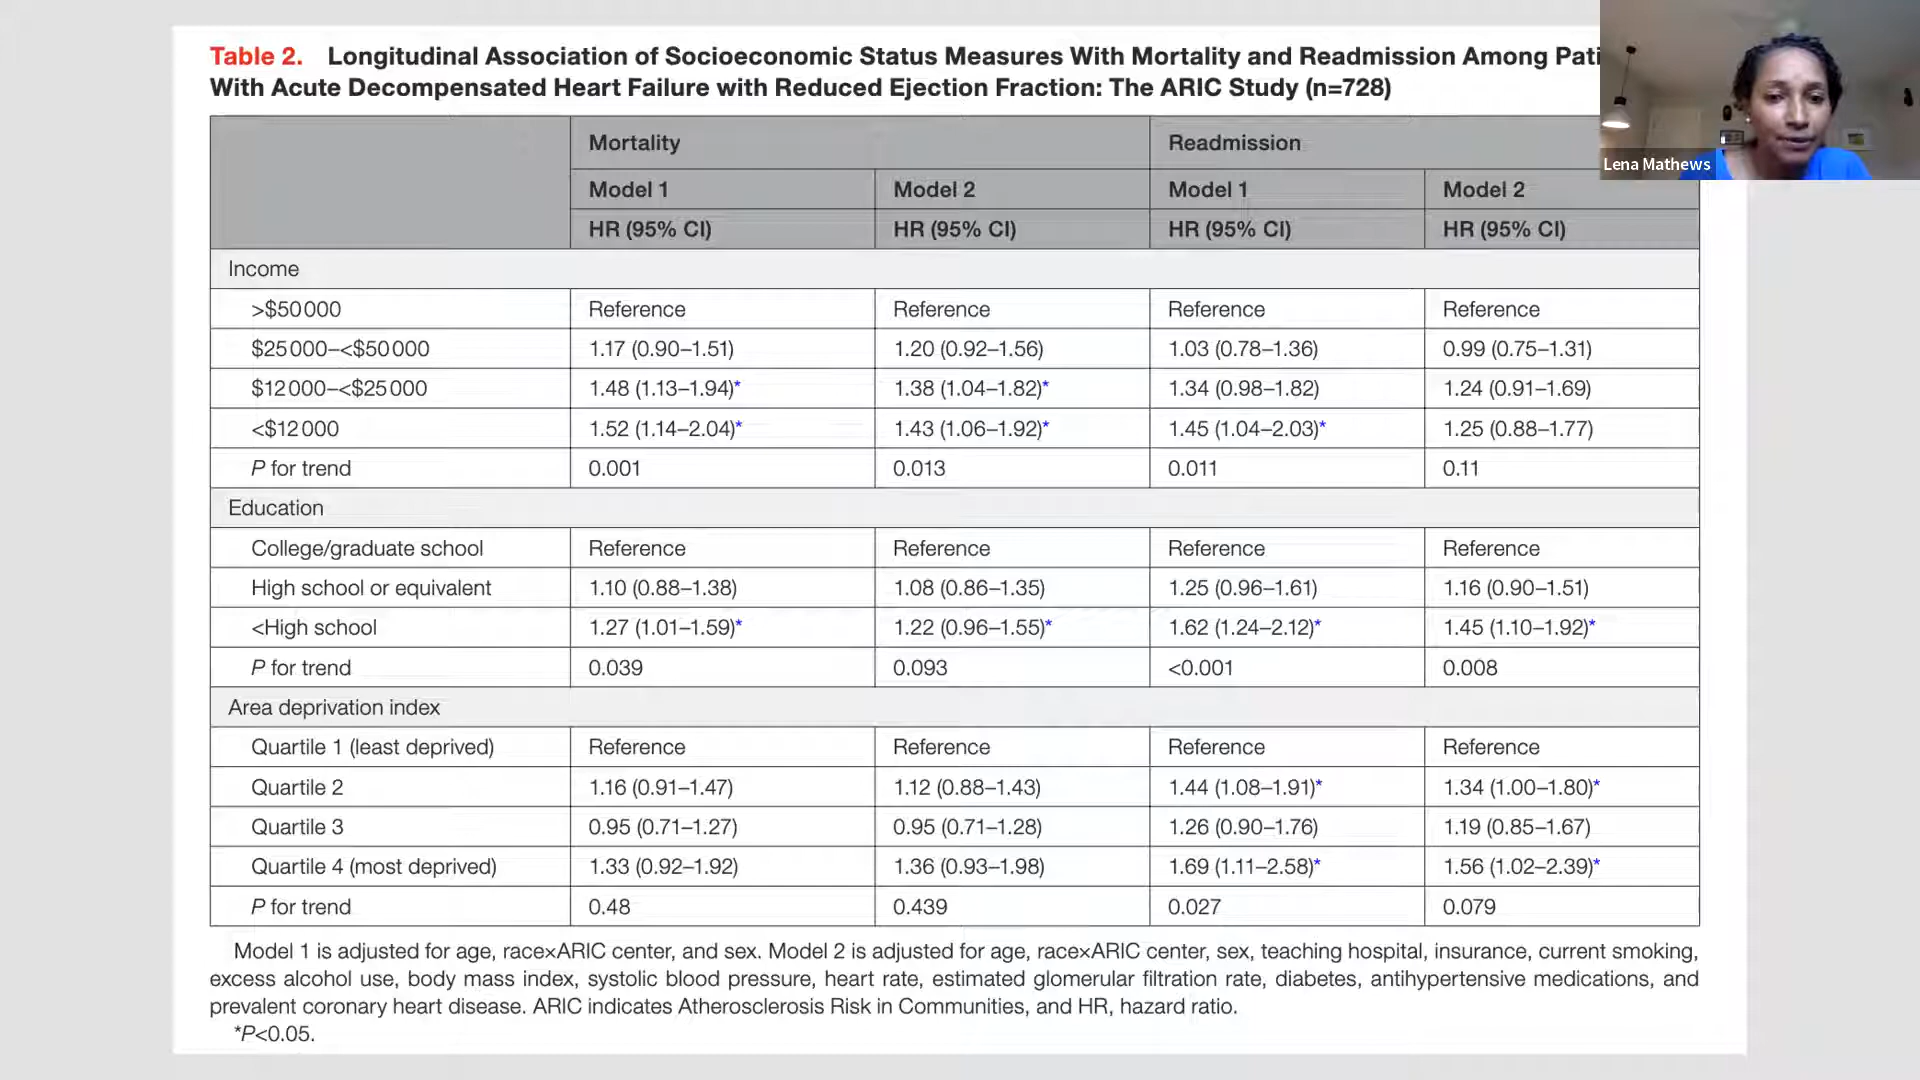 Table 2. Longitudinal Association of Socioeconomic Status Measures With Mortality and Readmission Among
With Acute Decompensated Heart Failure with Reduced Ejection Fraction: The ARIC Study (n=728)
Lena Mathews
Mortality Readmission
Model 1 Model 2 Model 1 Model 2
HR (95% CI) HR (95% CI) HR (95% CI) HR (95% CI)
Income
>$50000 Reference Reference Reference Reference
$25000–<$50000 1.17 (0.90–1.51) 1.20 (0.92–1.56) 1.03 (0.78–1.36) 0.99 (0.75–1.31)
$12000–<$25000 1.48 (1.13–1.94)* 1.38 (1.04–1.82)* 1.34 (0.98–1.82) 1.24 (0.91–1.69)
<$12000 1.52 (1.14–2.04)* 1.43 (1.06–1.92)* 1.45 (1.04–2.03)* 1.25 (0.88–1.77)
P for trend 0.001 0.013 0.011 0.11
Education
College/graduate school Reference Reference Reference Reference
High school or equivalent 1.10 (0.88–1.38) 1.08 (0.86–1.35) 1.25 (0.96–1.61) 1.16 (0.90–1.51)
<High school 1.27 (1.01–1.59)* 1.22 (0.96–1.55)* 1.62 (1.24–2.12)* 1.45 (1.10–1.92)*
P for trend 0.039 0.093 <0.001 0.008
Area deprivation index
Quartile 1 (least deprived) Reference Reference Reference Reference
Quartile 2 1.16 (0.91–1.47) 1.12 (0.88–1.43) 1.44 (1.08–1.91)* 1.34 (1.00–1.80)*
Quartile 3 0.95 (0.71–1.27) 0.95 (0.71–1.28) 1.26 (0.90–1.76) 1.19 (0.85–1.67)
Quartile 4 (most deprived) 1.33 (0.92–1.92) 1.36 (0.93–1.98) 1.69 (1.11–2.58)* 1.56 (1.02–2.39)*
P for trend 0.48 0.439 0.027 0.079
Model 1 is adjusted for age, race×ARIC center, and sex. Model 2 is adjusted for age, race×ARIC center, sex, teaching hospital, insurance, current smoking,
excess alcohol use, body mass index, systolic blood pressure, heart rate, estimated glomerular filtration rate, diabetes, antihypertensive medications, and
prevalent coronary heart disease. ARIC indicates Atherosclerosis Risk in Communities, and HR, hazard ratio.
*P<0.05.